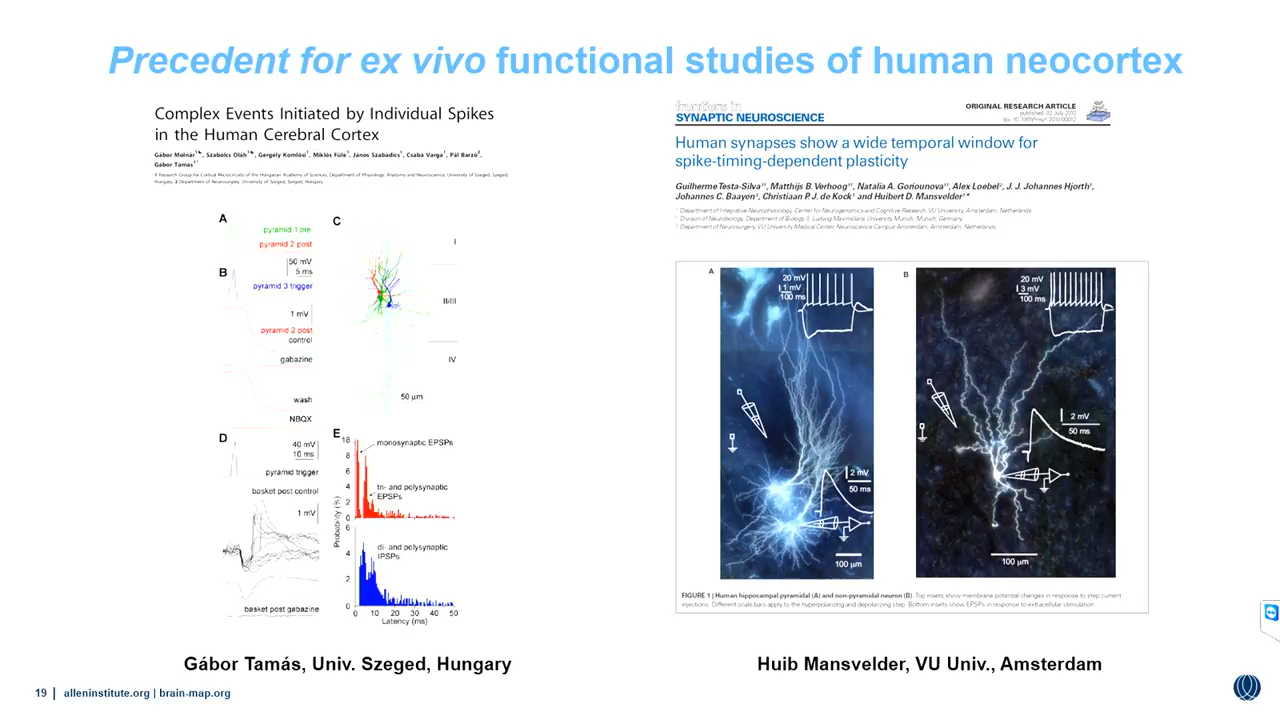 Precedent for ex vivo functional studies of human neocortex
Complex Events Initiated by Individual Spikes
in the Human Cerebral Cortex
Gábor Molnár, Szabolcs Oláh, Gergely Komlósi, Miklós Füle, János Szabadics, Csaba Varga, Pál Barzó,
Gábor Tamás
1 Research Group for Cortical Microcircuits of the Hungarian Academy of Sciences, Department of Physiology, Anatomy and Neuroscience, University of Szeged, Szeged,
Hungary, 2 Department of Neurosurgery, University of Szeged, Szeged, Hungary
A
pyramid 1 pre
pyramid 2 post
50 mV
5 ms
B
pyramid 3 trigger
1 mV
pyramid 2 post
control
gabazine
wash
NBQX
C
I
II/III
IV
50 µm
D
40 mV
10 ms
pyramid trigger
basket post control
1 mV
basket post gabazine
E
18
8
6
4
2
0
monosynaptic EPSPs
tri- and polysynaptic
EPSPs
Probability (%)
6
4
2
0
di- and polysynaptic
IPSPs
0 10 20 30 40 50
Latency (ms)
Gábor Tamás, Univ. Szeged, Hungary
frontiers in
SYNAPTIC NEUROSCIENCE
ORIGINAL RESEARCH ARTICLE
published: 02 July 2010
Human synapses show a wide temporal window for
spike-timing-dependent plasticity
Guilherme Testa-Silva, Matthijs B. Verhoog, Natalia A. Goriounova, Alex Loebel, J. J. Johannes Hjorth,
Johannes C. Baayen, Christiaan P. J. de Kock and Huibert D. Mansvelder
1 Department of Integrative Neurophysiology, Center for Neurogenomics and Cognitive Research, VU University, Amsterdam, Netherlands
2 Division of Neurobiology, Department of Biology II, Ludwig Maximilians University Munich, Munich, Germany
3 Department of Neurosurgery, VU University Medical Center, Neuroscience Campus Amsterdam, Amsterdam, Netherlands
A
20 mV
1 mV
100 ms
2 mV
50 ms
100 µm
B
20 mV
3 mV
100 ms
2 mV
50 ms
100 µm
FIGURE 1 | Human hippocampal pyramidal (A) and non-pyramidal neuron (B). Top insets show membrane potential changes in response to step current
injections. Different scale bars apply to the hyperpolarizing and depolarizing step. Bottom insets show EPSPs in response to extracellular stimulation.
Huib Mansvelder, VU Univ., Amsterdam
19 | alleninstitute.org | brain-map.org